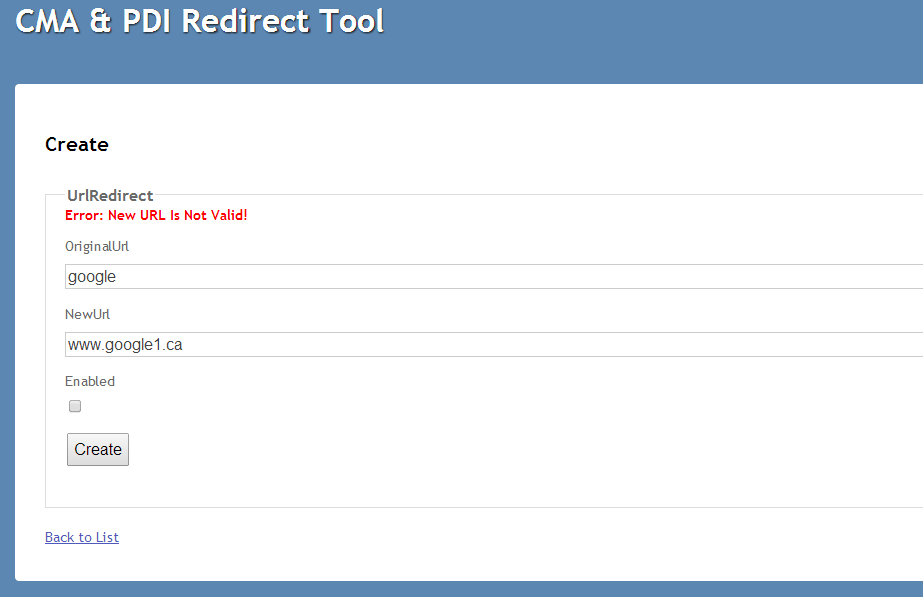 CMA & PDI Redirect Tool
Create
UrlRedirect
Error: New URL Is Not Valid!
OriginalUrl
google
NewUrl
www.google1.ca
Enabled
Create
Back to List